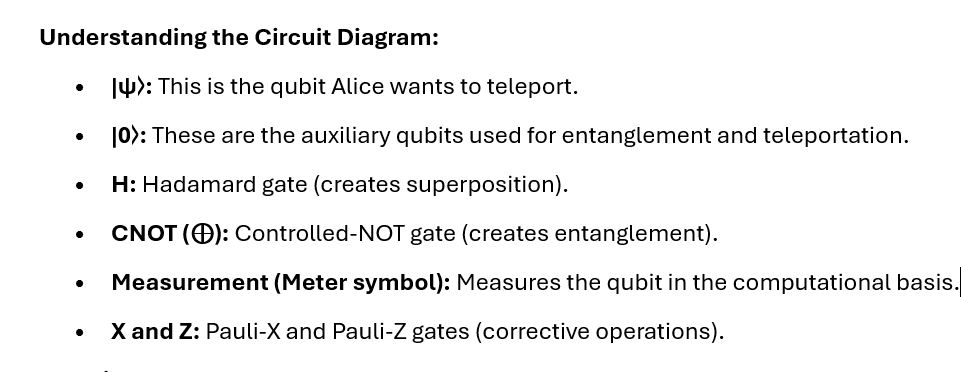 Understanding the Circuit Diagram:
• |ψ⟩: This is the qubit Alice wants to teleport.
• |0⟩: These are the auxiliary qubits used for entanglement and teleportation.
• H: Hadamard gate (creates superposition).
• CNOT (⊕): Controlled-NOT gate (creates entanglement).
• Measurement (Meter symbol): Measures the qubit in the computational basis.
• X and Z: Pauli-X and Pauli-Z gates (corrective operations).